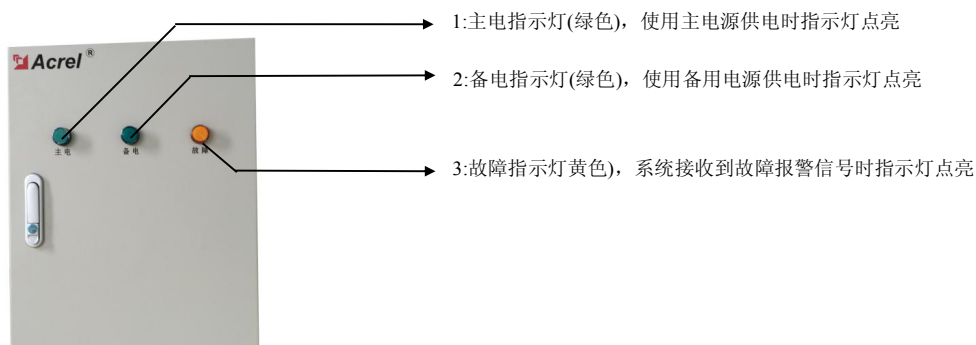 Acrel®
1:主电指示灯(绿色)，使用主电源供电时指示灯点亮
2:备电指示灯(绿色)，使用备用电源供电时指示灯点亮
主电 备电 故障
3:故障指示灯黄色)，系统接收到故障报警信号时指示灯点亮